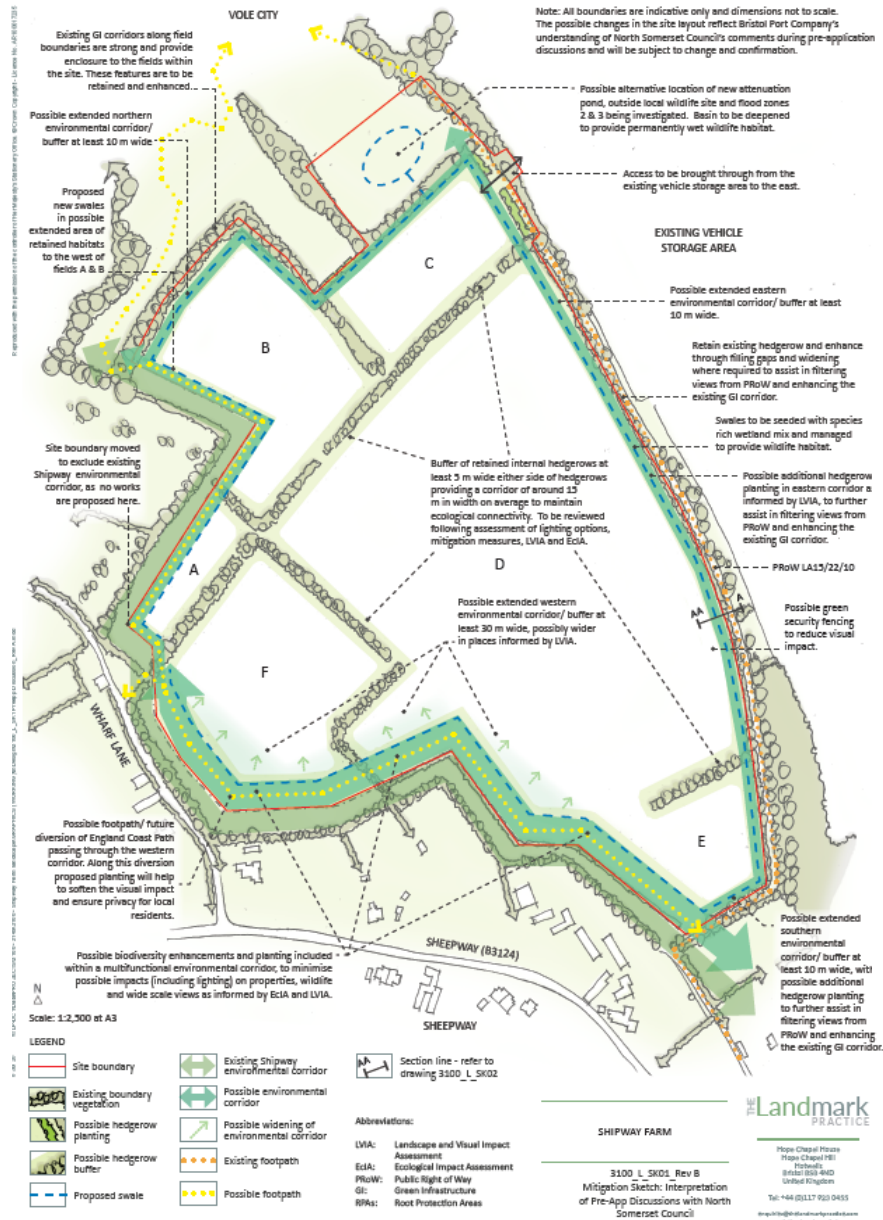 VOLE CITY
Note: All boundaries are indicative only and dimensions not to scale.
The possible changes in the site layout reflect Bristol Port Company's
understanding of North Somerset Council's comments during pre-application
discussions and will be subject to change and confirmation.
Existing GI corridors along field
boundaries are strong and provide
enclosure to the fields within
the site. These features are to be
retained and enhanced.
Possible extended northern
environmental corridor/
buffer at least 10 m wide
Proposed
new swales
in possible
extended area of
retained habitats
to the west of
fields A & B
Possible alternative location of new attenuation
pond, outside local wildlife site and flood zones
2 & 3 being investigated. Basin to be deepened
to provide permanently wet wildlife habitat.
Access to be brought through from the
existing vehicle storage area to the east.
EXISTING VEHICLE
STORAGE AREA
C
B
Possible extended eastern
environmental corridor/ buffer at least
10 m wide.
Retain existing hedgerow and enhance
through filling gaps and widening
where required to assist in filtering
views from PRoW and enhancing the
existing GI corridor.
Swales to be seeded with species
rich wetland mix and managed
to provide wildlife habitat.
Site boundary moved
to exclude existing
Shipway environmental
corridor, as no works
are proposed here.
Buffer of retained internal hedgerows at
least 5 m wide either side of hedgerows
providing a corridor of around 15
m in width on average to maintain
ecological connectivity. To be reviewed
following assessment of lighting options,
mitigation measures, LVIA and EcIA.
Possible additional hedgerow
planting in eastern corridor a
informed by LVIA, to further
assist in filtering views from
PRoW and enhancing the
existing GI corridor.
A
D
PRoW LA15/22/10
AA
A
Possible extended western
environmental corridor/ buffer at
least 30 m wide, possibly wider
in places informed by LVIA.
Possible green
security fencing
to reduce visual
impact.
F
WHARF LANE
Possible footpath/ future
diversion of England Coast Path
passing through the western
corridor. Along this diversion
proposed planting will help
to soften the visual impact
and ensure privacy for local
residents.
E
Possible extended
southern
environmental
corridor/ buffer at
least 10 m wide, with
possible additional
hedgerow planting
to further assist in
filtering views from
PRoW and enhancing
the existing GI corridor.
SHEEPWAY (B3124)
Possible biodiversity enhancements and planting included
within a multifunctional environmental corridor, to minimise
possible impacts (including lighting) on properties, wildlife
and wide scale views as informed by EcIA and LVIA.
SHEEPWAY
N
Scale: 1:2,500 at A3
LEGEND
Site boundary
Existing boundary
vegetation
Possible hedgerow
planting
Possible hedgerow
buffer
Proposed swale
Existing Shipway
environmental corridor
Possible environmental
corridor
Possible widening of
environmental corridor
Existing footpath
Possible footpath
AA
Section line - refer to
drawing 3100_L_SK02
Abbreviations:
LVIA: Landscape and Visual Impact
Assessment
EcIA: Ecological Impact Assessment
PRoW: Public Right of Way
GI: Green Infrastructure
RPAs: Root Protection Areas
SHIPWAY FARM
3100_L_SK01_Rev B
Mitigation Sketch: Interpretation
of Pre-App Discussions with North
Somerset Council
THE Landmark
PRACTICE
Hope Chapel House
Hope Chapel Hill
Hotwells
Bristol BS8 4ND
United Kingdom
Tel: +44 (0)117 923 0455